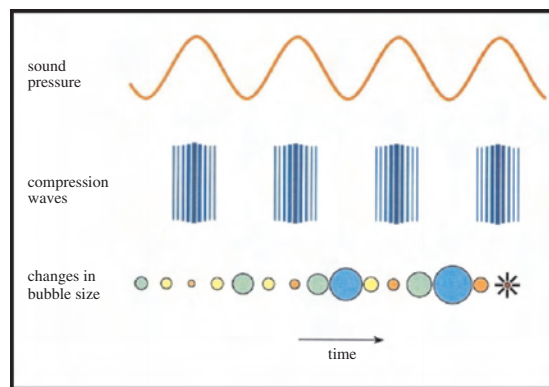 sound
pressure
compression
waves
changes in
bubble size
time